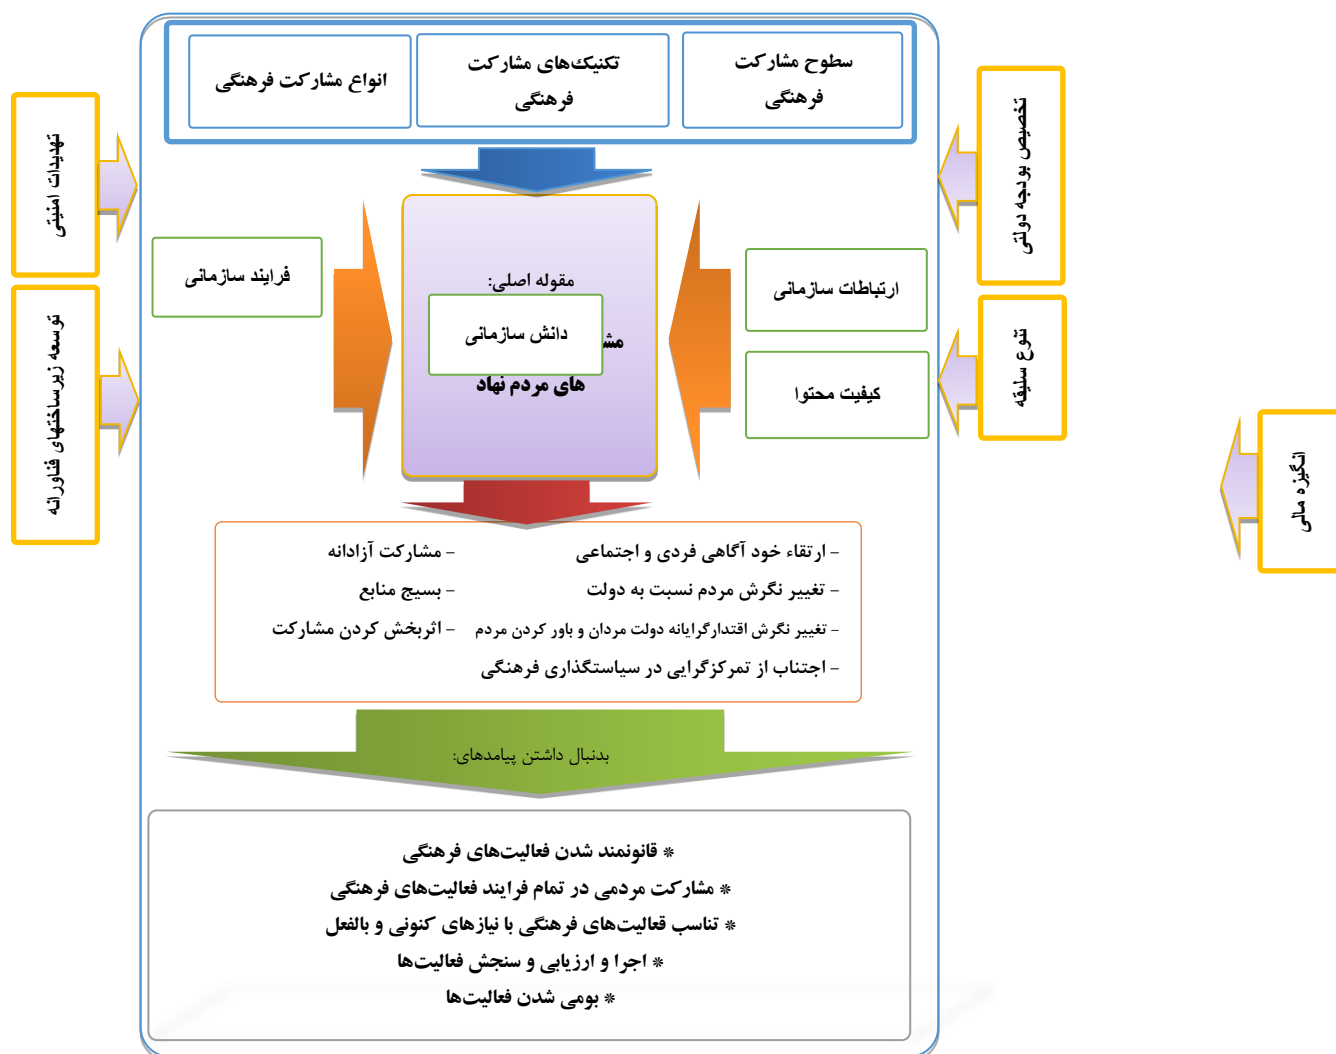 سطوح مشارکت
فرهنگی
تکنیک‌های مشارکت
فرهنگی
انواع مشارکت فرهنگی
تخصیص بودجه دولتی
تهدیدات امنیتی
مقوله اصلی:
دانش سازمانی
های مردم نهاد
ارتباطات سازمانی
کیفیت محتوا
فرایند سازمانی
تنوع سلیقه
توسعه زیرساختهای فناورانه
انگیزه مالی
- ارتقاء خود آگاهی فردی و اجتماعی - مشارکت آزادانه
- تغییر نگرش مردم نسبت به دولت - بسیج منابع
- تغییر نگرش اقتدارگرایانه دولت مردان و باور کردن مردم - اثربخش کردن مشارکت
- اجتناب از تمرکزگرایی در سیاستگذاری فرهنگی
بدنبال داشتن پیامدهای:
* قانونمند شدن فعالیت‌های فرهنگی
* مشارکت مردمی در تمام فرایند فعالیت‌های فرهنگی
* تناسب قعالیت‌های فرهنگی با نیازهای کنونی و بالفعل
* اجرا و ارزیابی و سنجش فعالیت‌ها
* بومی شدن فعالیت‌ها